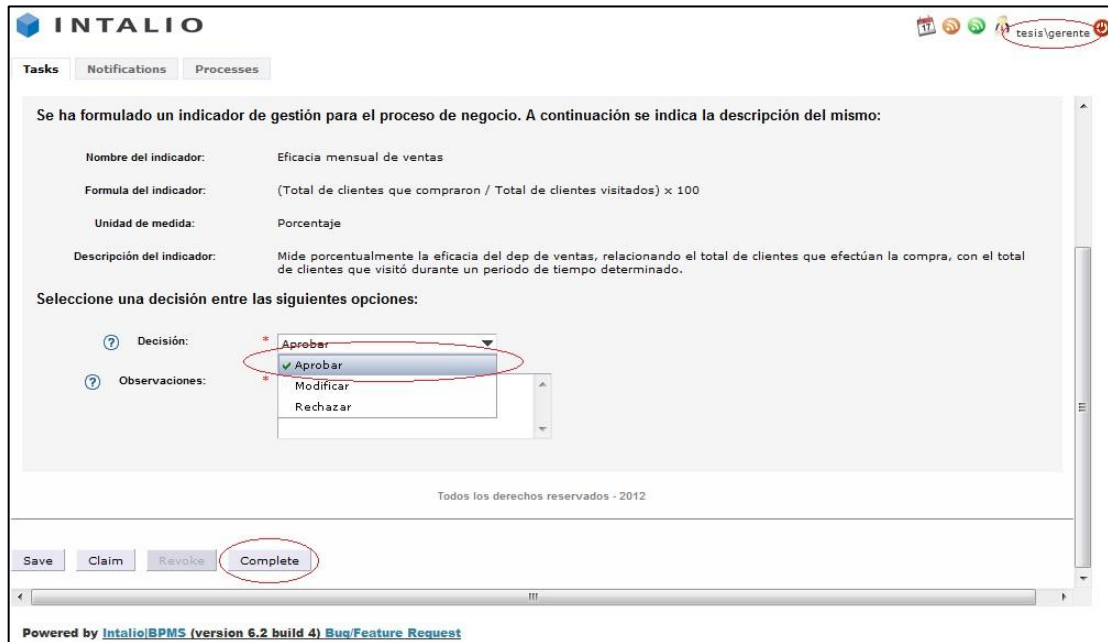 INTALIO
17
tesis\gerente
Tasks Notifications Processes
Se ha formulado un indicador de gestión para el proceso de negocio. A continuación se indica la descripción del mismo:
Nombre del indicador: Eficacia mensual de ventas
Formula del indicador: (Total de clientes que compraron / Total de clientes visitados) x 100
Unidad de medida: Porcentaje
Descripción del indicador: Mide porcentualmente la eficacia del dep de ventas, relacionando el total de clientes que efectúan la compra, con el total
de clientes que visitó durante un periodo de tiempo determinado.
Seleccione una decisión entre las siguientes opciones:
? Decisión: * Aprobar
Aprobar
? Observaciones: * Modificar
Rechazar
Todos los derechos reservados - 2012
Save Claim Revoke Complete
Powered by Intalio|BPMS (version 6.2 build 4) Bug/Feature Request